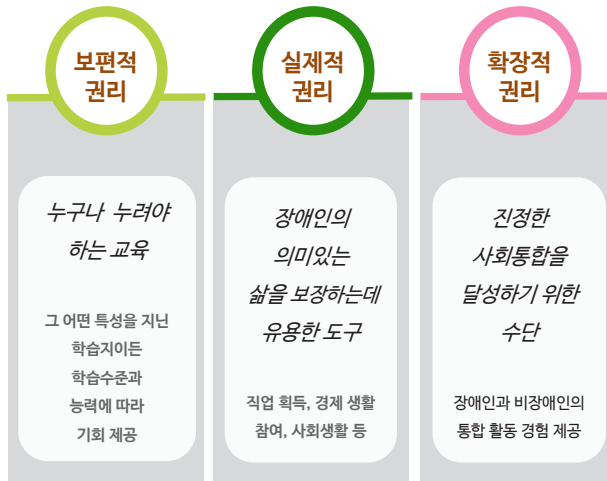 보편적
권리
누구나 누려야
하는 교육
그 어떤 특성을 지닌
학습지이든
학습수준과
능력에 따라
기회 제공
실제적
권리
장애인의
의미있는
삶을 보장하는데
유용한 도구
직업 획득, 경제 생활
참여, 사회생활 등
확장적
권리
진정한
사회통합을
달성하기 위한
수단
장애인과 비장애인의
통합 활동 경험 제공